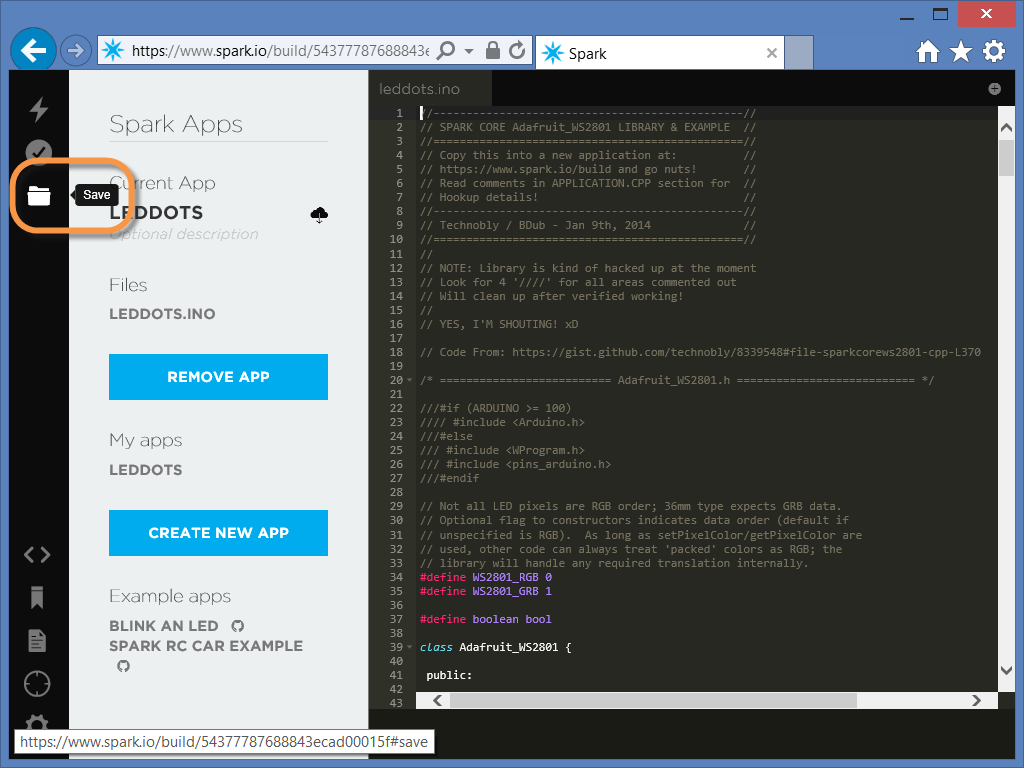 https://www.spark.io/build/54377787688843e
Spark
Spark Apps
Current App
LEDDOTS
Optional description
Save
Files
LEDDOTS.INO
REMOVE APP
My apps
LEDDOTS
CREATE NEW APP
Example apps
BLINK AN LED
SPARK RC CAR EXAMPLE
leddots.ino
1 //-----------------------------------------------//
2 // SPARK CORE Adafruit_WS2801 LIBRARY & EXAMPLE //
3 //===============================================//
4 // Copy this into a new application at: //
5 // https://www.spark.io/build and go nuts! //
6 // Read comments in APPLICATION.CPP section for //
7 // Hookup details! //
8 //-----------------------------------------------//
9 // Technobly / BDub - Jan 9th, 2014 //
10 //===============================================//
11 //
12 // NOTE: Library is kind of hacked up at the moment
13 // Look for 4 '////' for all areas commented out
14 // Will clean up after verified working!
15 //
16 // YES, I'M SHOUTING! xD
17
18 // Code From: https://gist.github.com/technobly/8339548#file-sparkcorews2801-cpp-L370
19
20 /* ========================== Adafruit_WS2801.h =========================== */
21
22 ///#if (ARDUINO >= 100)
23 //// #include <Arduino.h>
24 ///#else
25 /// #include <WProgram.h>
26 /// #include <pins_arduino.h>
27 ///#endif
28
29 // Not all LED pixels are RGB order; 36mm type expects GRB data.
30 // Optional flag to constructors indicates data order (default if
31 // unspecified is RGB). As long as setPixelColor/getPixelColor are
32 // used, other code can always treat 'packed' colors as RGB; the
33 // library will handle any required translation internally.
34 #define WS2801_RGB 0
35 #define WS2801_GRB 1
36
37 #define boolean bool
38
39 class Adafruit_WS2801 {
40
41 public:
42
43
https://www.spark.io/build/54377787688843ecad00015f#save